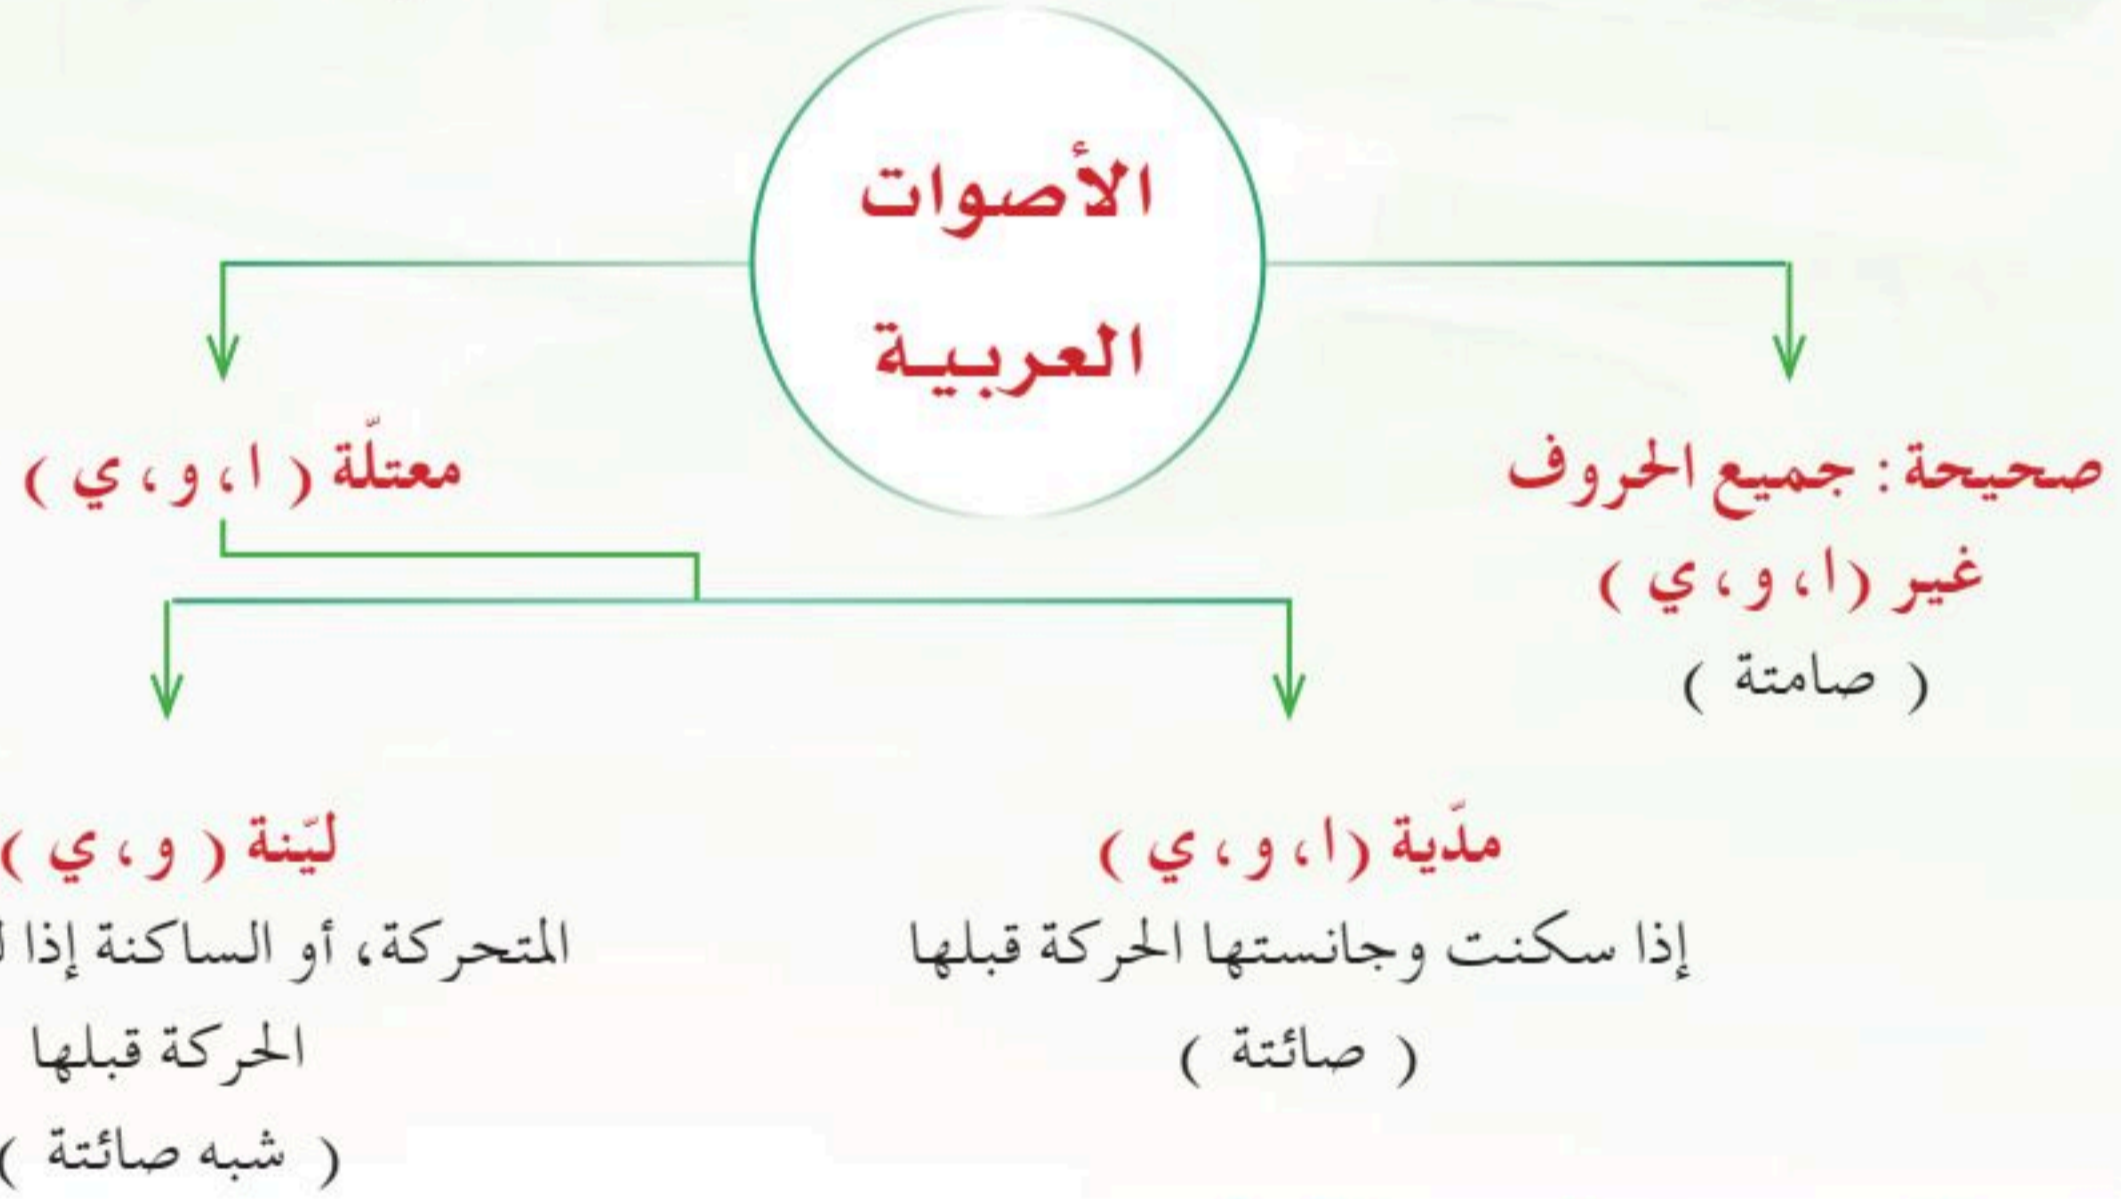 الأصوات
العربية
صحيحة: جميع الحروف
غير (ا، و، ي)
( صامتة )
معتلّة ( ا، و، ي )
مدّية (ا، و، ي )
إذا سكنت وجانستها الحركة قبلها
( صائتة )
ليّنة ( و، ي )
المتحركة، أو الساكنة إذا
الحركة قبلها
( شبه صائتة )